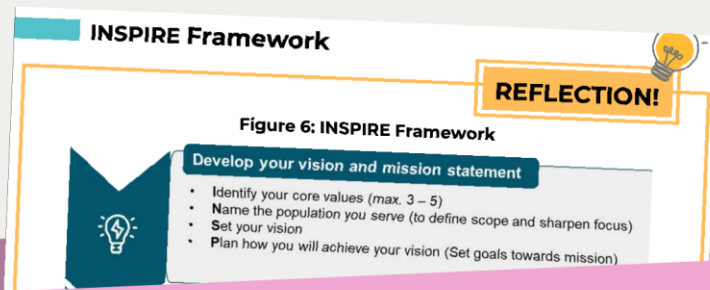 INSPIRE Framework
REFLECTION!
Figure 6: INSPIRE Framework
Develop your vision and mission statement
• Identify your core values (max. 3 – 5)
• Name the population you serve (to define scope and sharpen focus)
• Set your vision
• Plan how you will achieve your vision (Set goals towards mission)